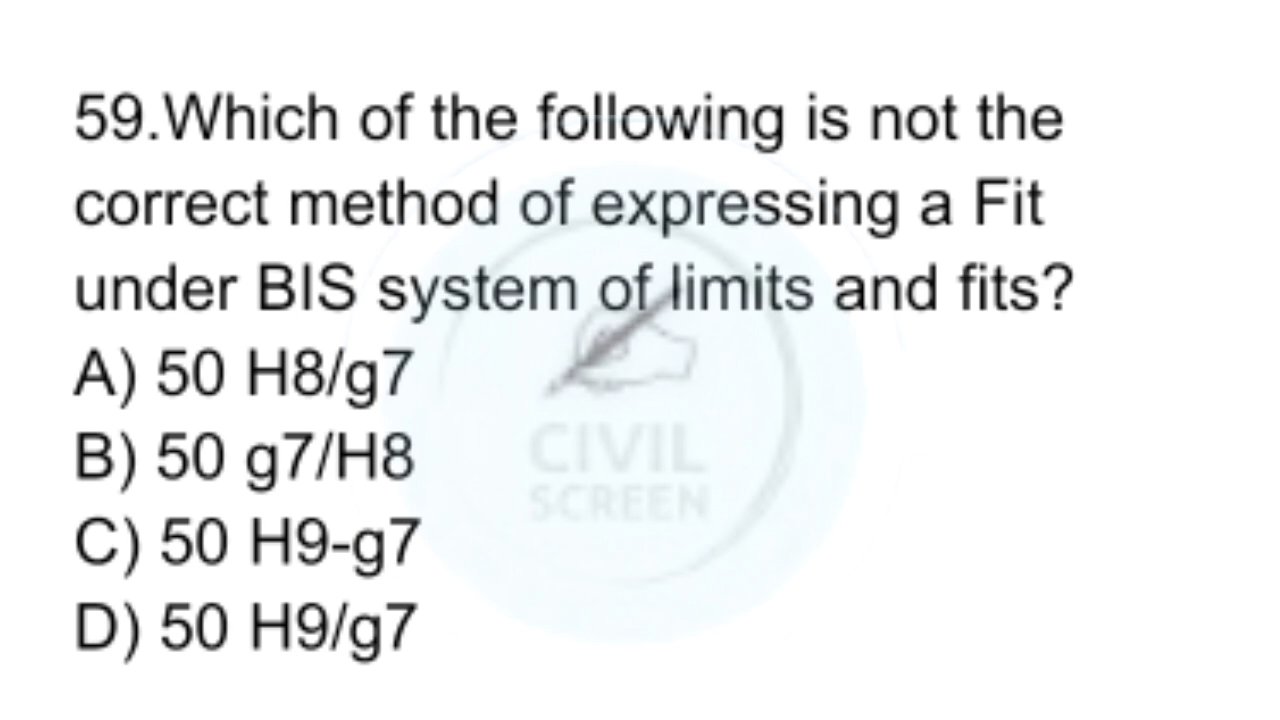 59.Which of the following is not the
correct method of expressing a Fit
under BIS system of limits and fits?
A) 50 H8/g7
B) 50 g7/H8
C) 50 H9-g7
D) 50 H9/g7
CIVIL
SCREEN